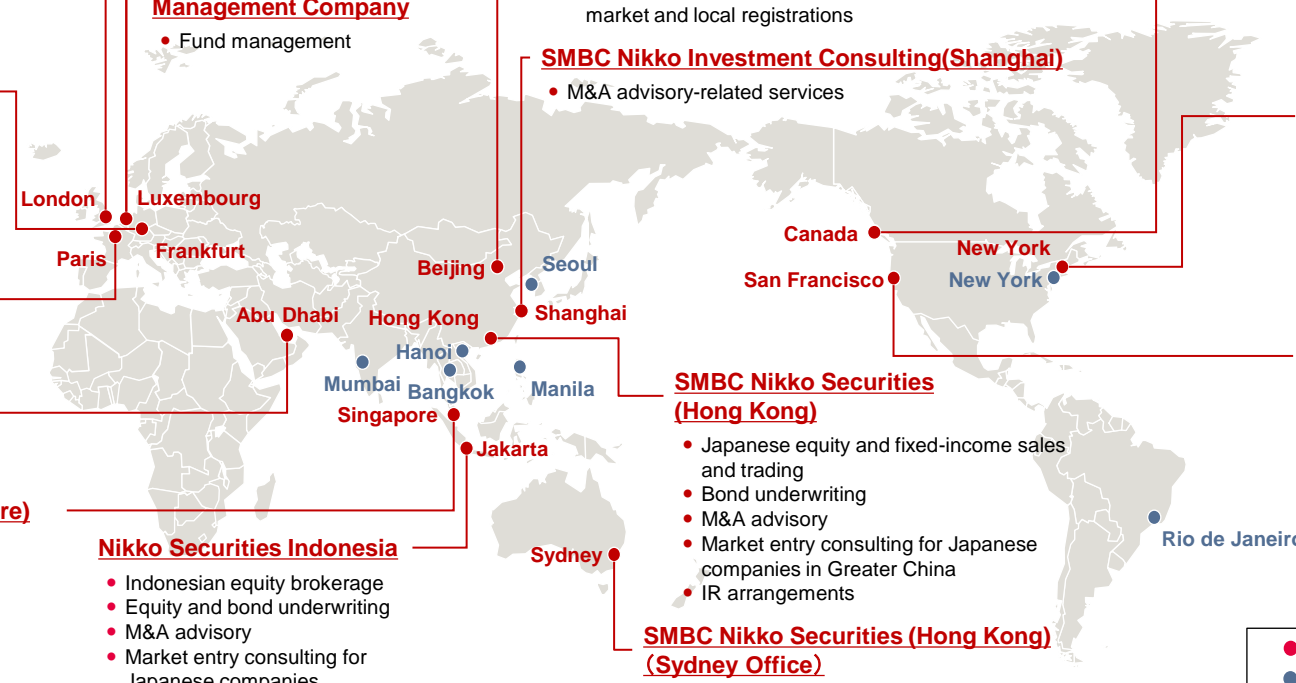 Management Company
• Fund management
market and local registrations
SMBC Nikko Investment Consulting(Shanghai)
• M&A advisory-related services
London
Luxembourg
Paris
Frankfurt
Abu Dhabi
Beijing
Seoul
Shanghai
Hong Kong
Hanoi
Mumbai
Bangkok
Manila
Singapore
Jakarta
Sydney
Canada
New York
San Francisco
New York
SMBC Nikko Securities
(Hong Kong)
• Japanese equity and fixed-income sales
and trading
• Bond underwriting
• M&A advisory
• Market entry consulting for Japanese
companies in Greater China
• IR arrangements
Rio de Janeiro
re)
Nikko Securities Indonesia
• Indonesian equity brokerage
• Equity and bond underwriting
• M&A advisory
• Market entry consulting for
Japanese companies
SMBC Nikko Securities (Hong Kong)
（Sydney Office）